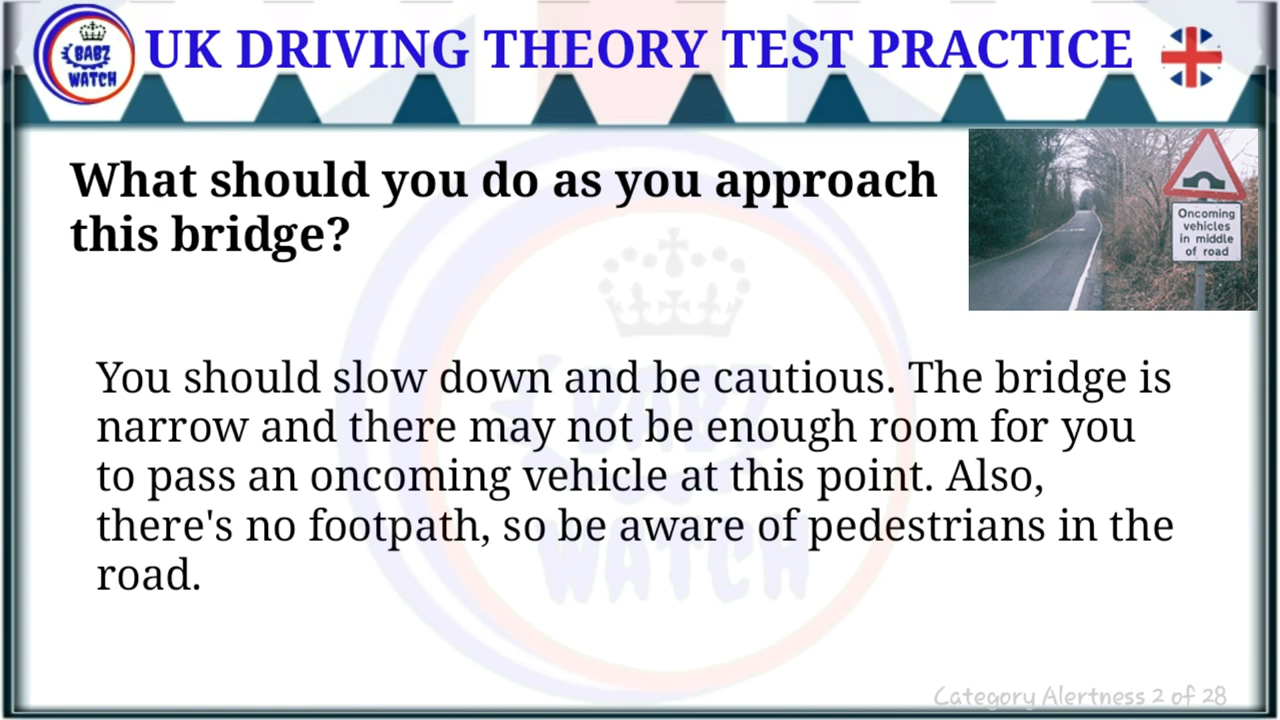 BABZ
WATCH
UK DRIVING THEORY TEST PRACTICE
What should you do as you approach
this bridge?
Oncoming
vehicles
in middle
of road
You should slow down and be cautious. The bridge is
narrow and there may not be enough room for you
to pass an oncoming vehicle at this point. Also,
there's no footpath, so be aware of pedestrians in the
road.
BABZ
WATCH
Category Alertness 2 of 28